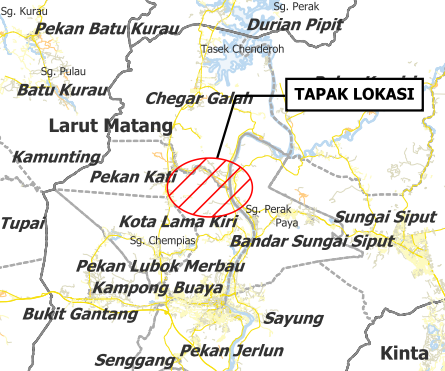 Sg. Kurau
Sg. Perak
Durian Pipit
Pekan Batu Kurau
Tasek Chenderoh
Sg. Pulau
Batu Kurau
Chegar Galah
TAPAK LOKASI
Larut Matang
Kamunting
Pekan Kati
Sg. Perak
Tupai
Kota Lama Kiri
Paya
Sungai Siput
Sg. Chempias
Bandar Sungai Siput
Pekan Lubok Merbau
Kampong Buaya
Bukit Gantang
Sayung
Senggang
Pekan Jerlun
Kinta